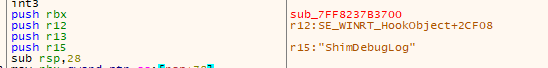 int3
push rbx sub_7FF8237B3700
push r12 r12:SE_WINRT_HookObject+2CF08
push r13
push r15 r15:"ShimDebugLog"
sub rsp,28